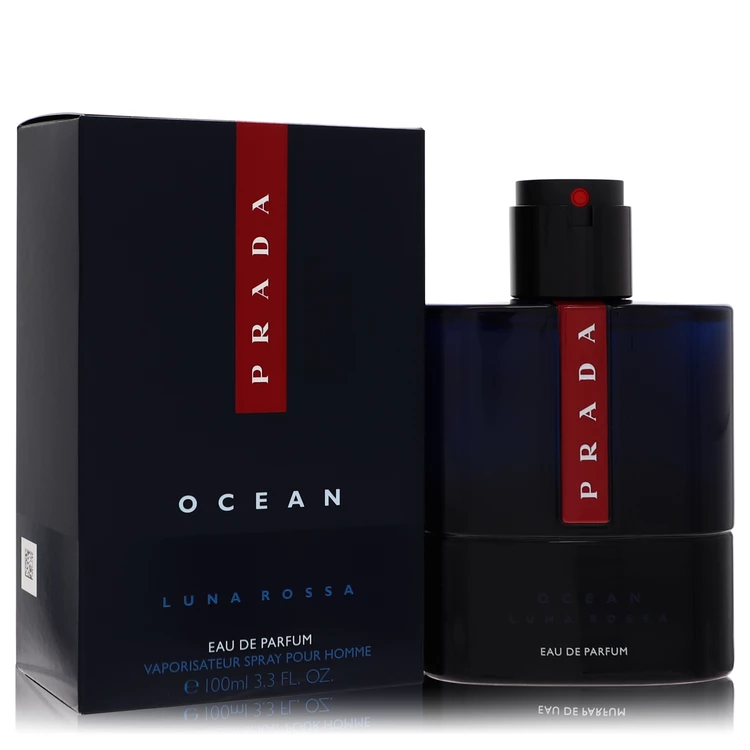 PRADA
OCEAN
LUNA ROSSA
EAU DE PARFUM
VAPORISATEUR SPRAY POUR HOMME
℮ 100ml 3.3 FL. OZ.
PRADA
OCEAN
LUNA ROSSA
EAU DE PARFUM